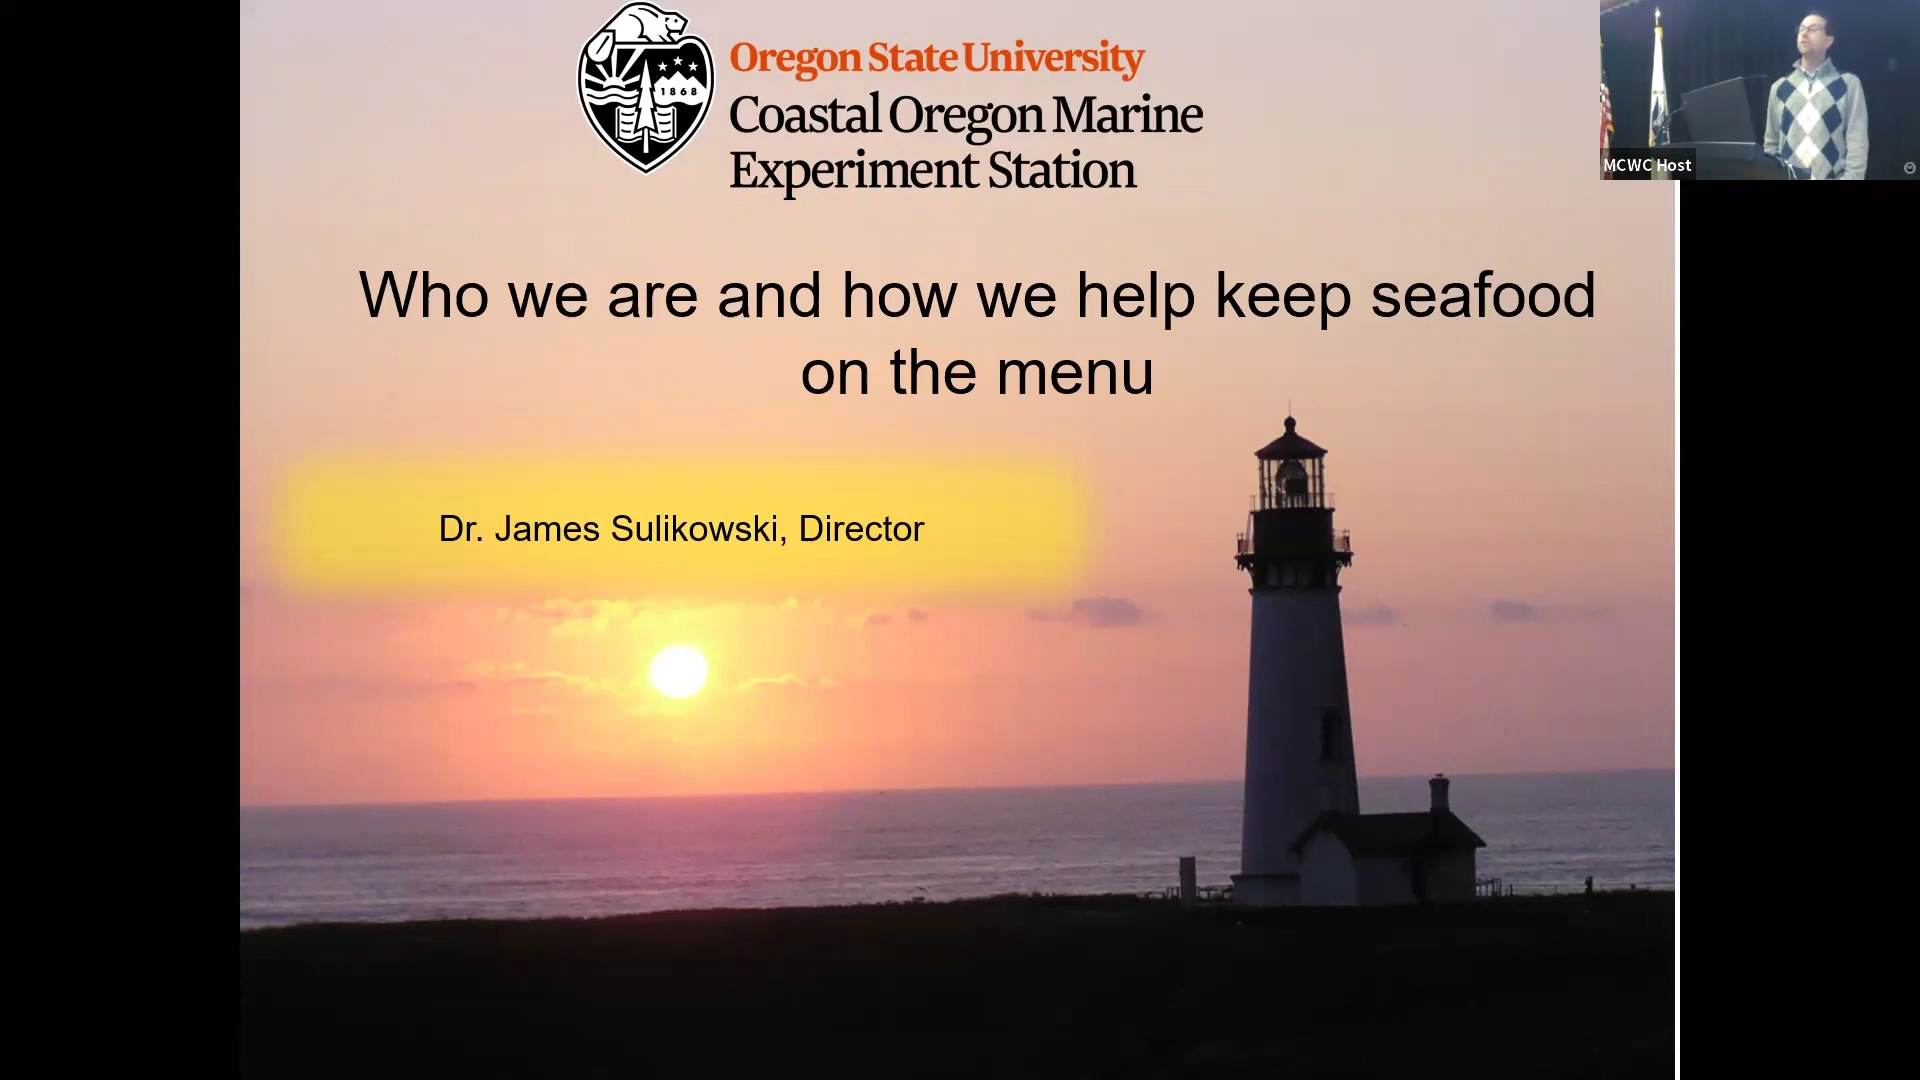 1868
Oregon State University
Coastal Oregon Marine
Experiment Station
MCWC Host
Who we are and how we help keep seafood
on the menu
Dr. James Sulikowski, Director